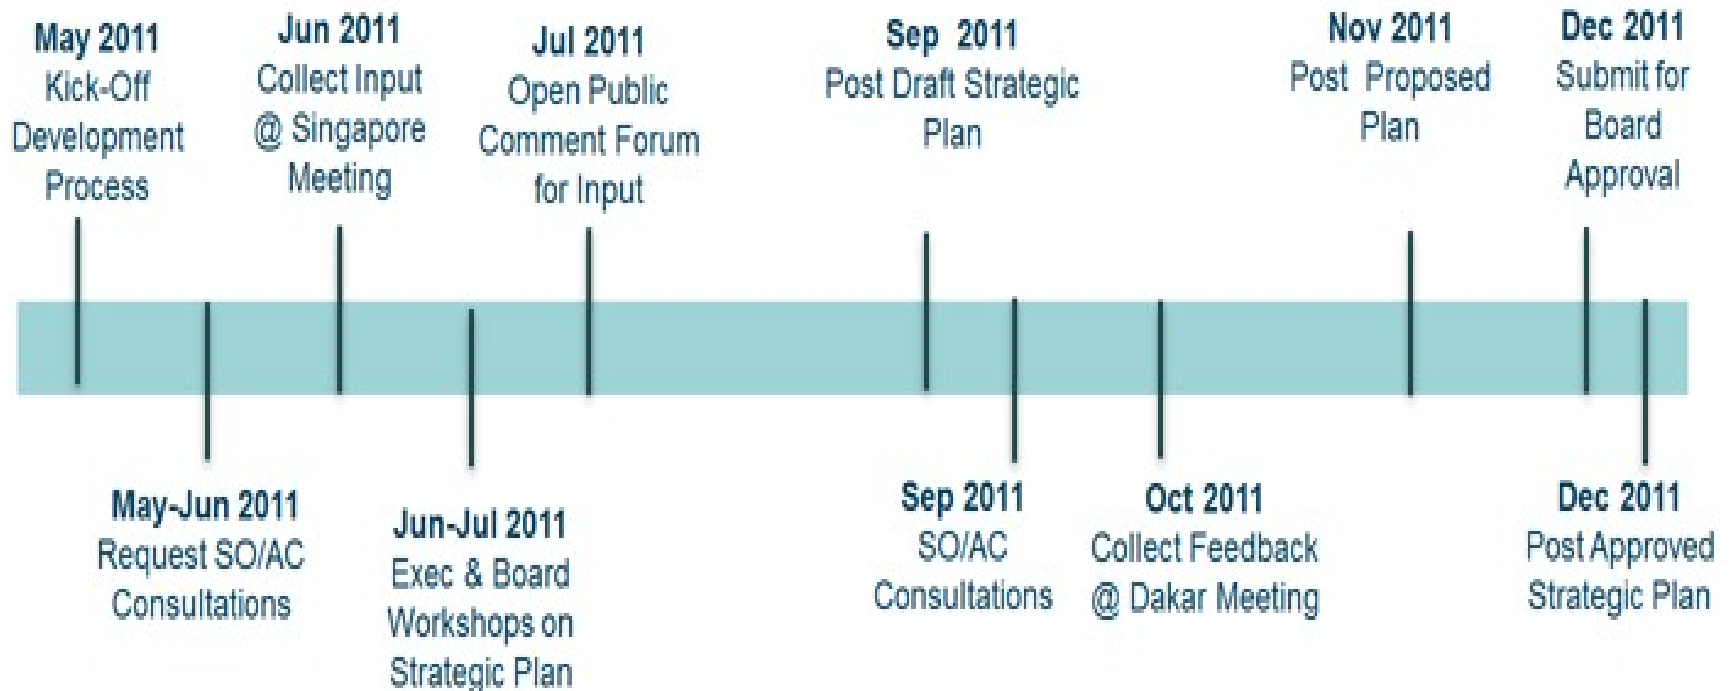 May 2011
Kick-Off
Development
Process
Jun 2011
Collect Input
@ Singapore
Meeting
Jul 2011
Open Public
Comment Forum
for Input
Sep 2011
Post Draft Strategic
Plan
Nov 2011
Post Proposed
Plan
Dec 2011
Submit for
Board
Approval
May-Jun 2011
Request SO/AC
Consultations
Jun-Jul 2011
Exec & Board
Workshops on
Strategic Plan
Sep 2011
SO/AC
Consultations
Oct 2011
Collect Feedback
@ Dakar Meeting
Dec 2011
Post Approved
Strategic Plan